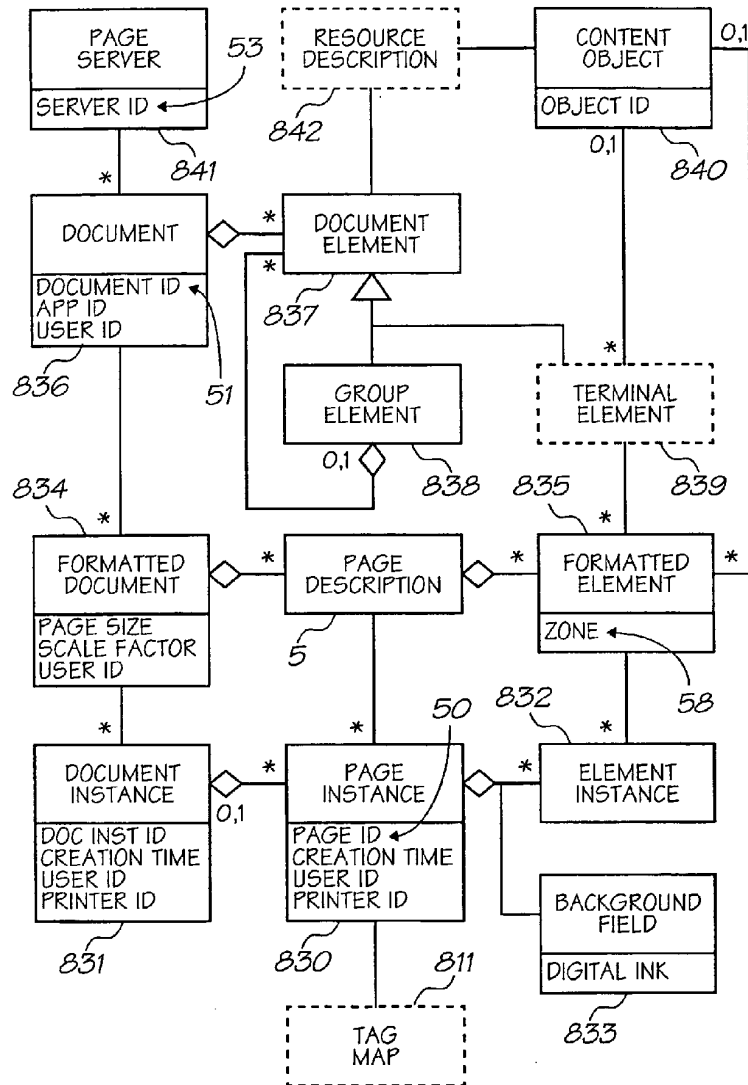 PAGE
SERVER
SERVER ID
53
841
RESOURCE
DESCRIPTION
842
CONTENT
OBJECT
OBJECT ID
0,1
0,1
840
*
DOCUMENT
DOCUMENT ID
APP ID
USER ID
836
51
*
*
DOCUMENT
ELEMENT
837
GROUP
ELEMENT
0,1
838
*
TERMINAL
ELEMENT
839
834
*
FORMATTED
DOCUMENT
PAGE SIZE
SCALE FACTOR
USER ID
*
PAGE
DESCRIPTION
5
835
*
*
*
FORMATTED
ELEMENT
ZONE
58
*
DOCUMENT
INSTANCE
DOC INST ID
CREATION TIME
USER ID
PRINTER ID
831
0,1
*
*
50
PAGE
INSTANCE
PAGE ID
CREATION TIME
USER ID
PRINTER ID
830
832
*
*
ELEMENT
INSTANCE
BACKGROUND
FIELD
DIGITAL INK
833
811
TAG
MAP